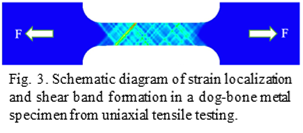 F F
Fig. 3. Schematic diagram of strain localization
and shear band formation in a dog-bone metal
specimen from uniaxial tensile testing.